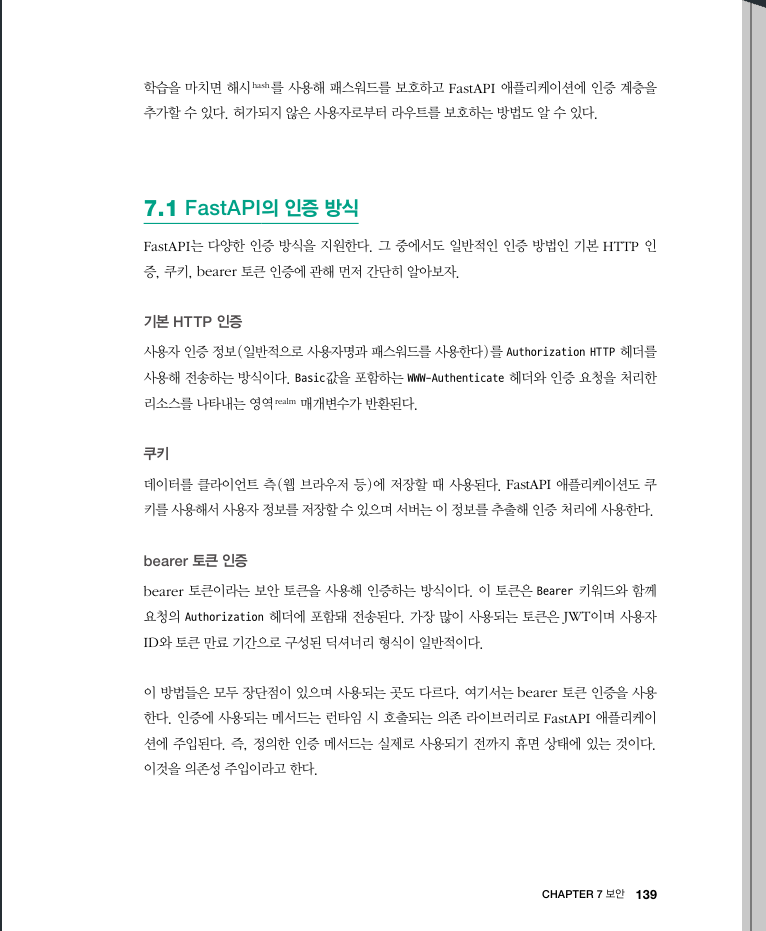 학습을 마치면 해시hash를 사용해 패스워드를 보호하고 FastAPI 애플리케이션에 인증 계층을
추가할 수 있다. 허가되지 않은 사용자로부터 라우트를 보호하는 방법도 알 수 있다.
7.1 FastAPI의 인증 방식
FastAPI는 다양한 인증 방식을 지원한다. 그 중에서도 일반적인 인증 방법인 기본 HTTP 인
증, 쿠키, bearer 토큰 인증에 관해 먼저 간단히 알아보자.
기본 HTTP 인증
사용자 인증 정보(일반적으로 사용자명과 패스워드를 사용한다)를 Authorization HTTP 헤더를
사용해 전송하는 방식이다. Basic값을 포함하는 WWW-Authenticate 헤더와 인증 요청을 처리한
리소스를 나타내는 영역realm 매개변수가 반환된다.
쿠키
데이터를 클라이언트 측(웹 브라우저 등)에 저장할 때 사용된다. FastAPI 애플리케이션도 쿠
키를 사용해서 사용자 정보를 저장할 수 있으며 서버는 이 정보를 추출해 인증 처리에 사용한다.
bearer 토큰 인증
bearer 토큰이라는 보안 토큰을 사용해 인증하는 방식이다. 이 토큰은 Bearer 키워드와 함께
요청의 Authorization 헤더에 포함돼 전송된다. 가장 많이 사용되는 토큰은 JWT이며 사용자
ID와 토큰 만료 기간으로 구성된 딕셔너리 형식이 일반적이다.
이 방법들은 모두 장단점이 있으며 사용되는 곳도 다르다. 여기서는 bearer 토큰 인증을 사용
한다. 인증에 사용되는 메서드는 런타임 시 호출되는 의존 라이브러리로 FastAPI 애플리케이
션에 주입된다. 즉, 정의한 인증 메서드는 실제로 사용되기 전까지 휴면 상태에 있는 것이다.
이것을 의존성 주입이라고 한다.
CHAPTER 7 보안 139